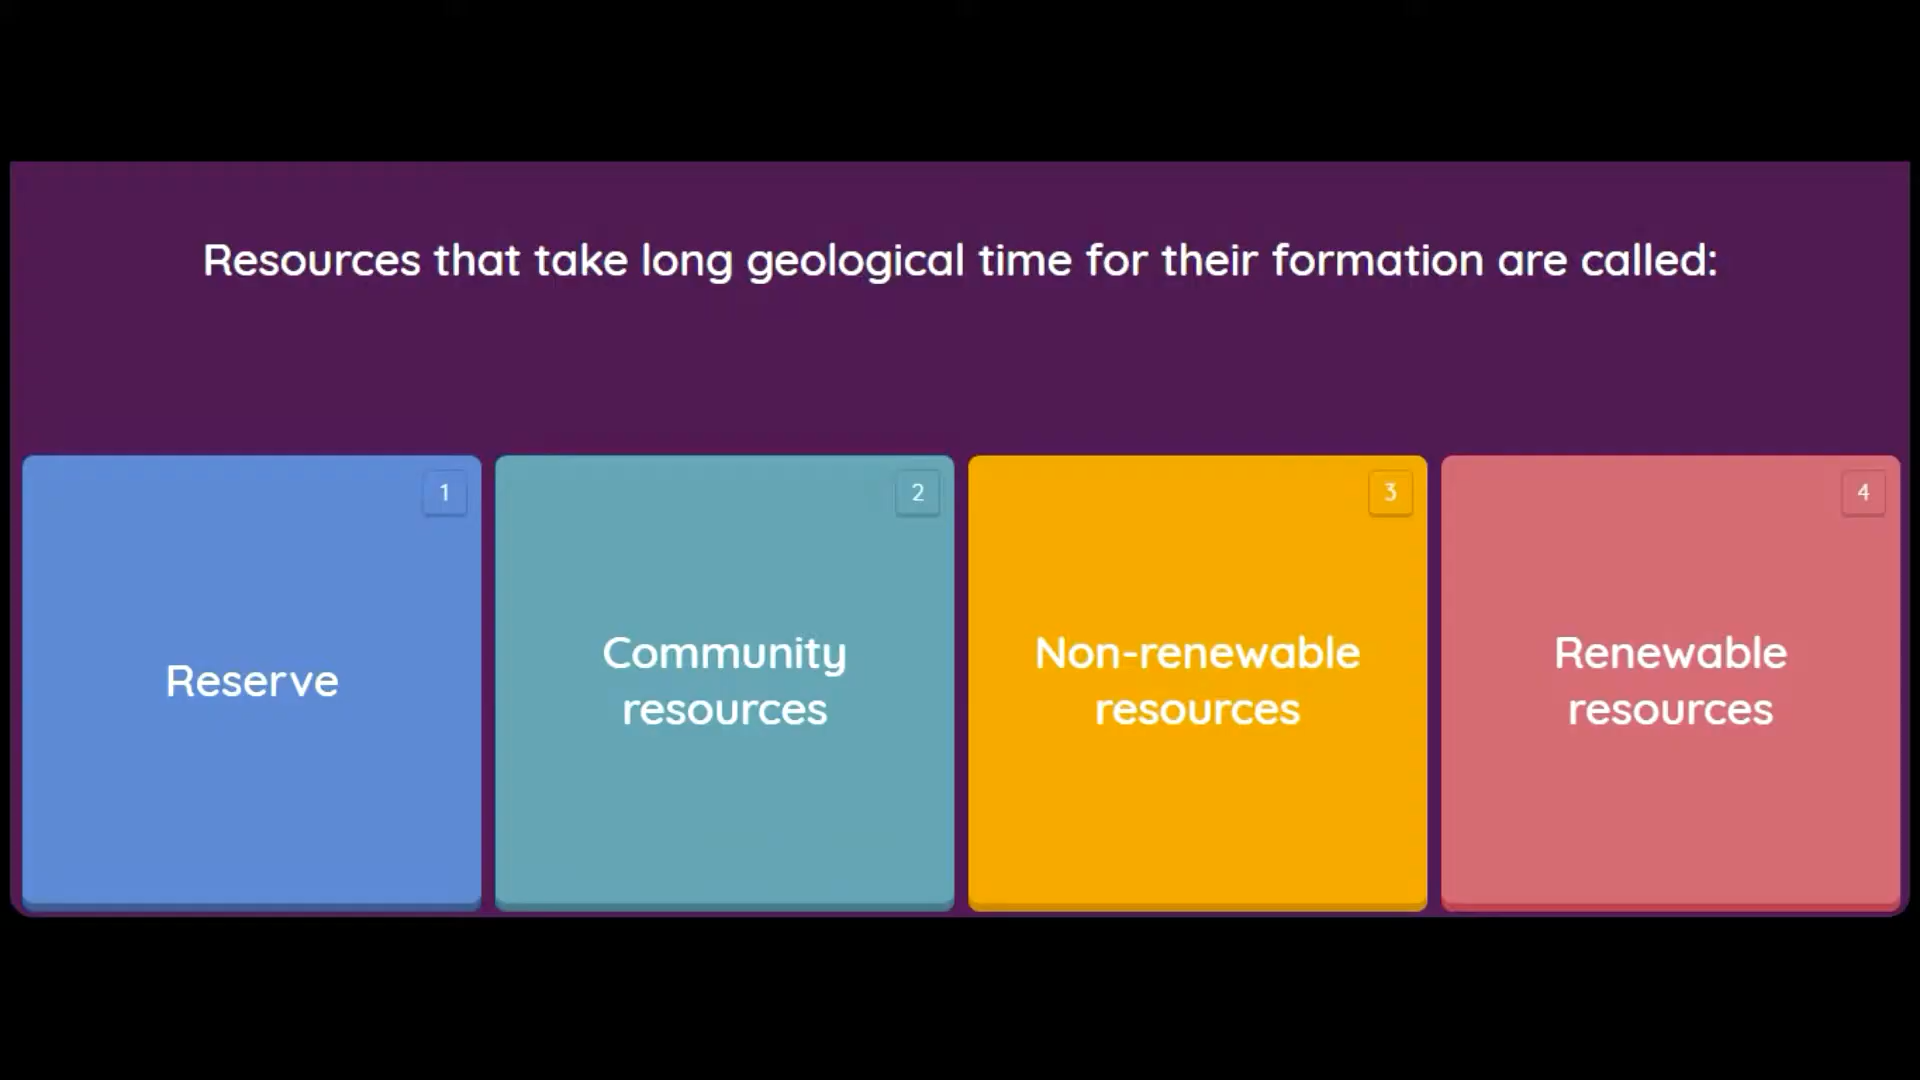 Resources that take long geological time for their formation are called:
1
Reserve
2
Community
resources
3
Non-renewable
resources
4
Renewable
resources